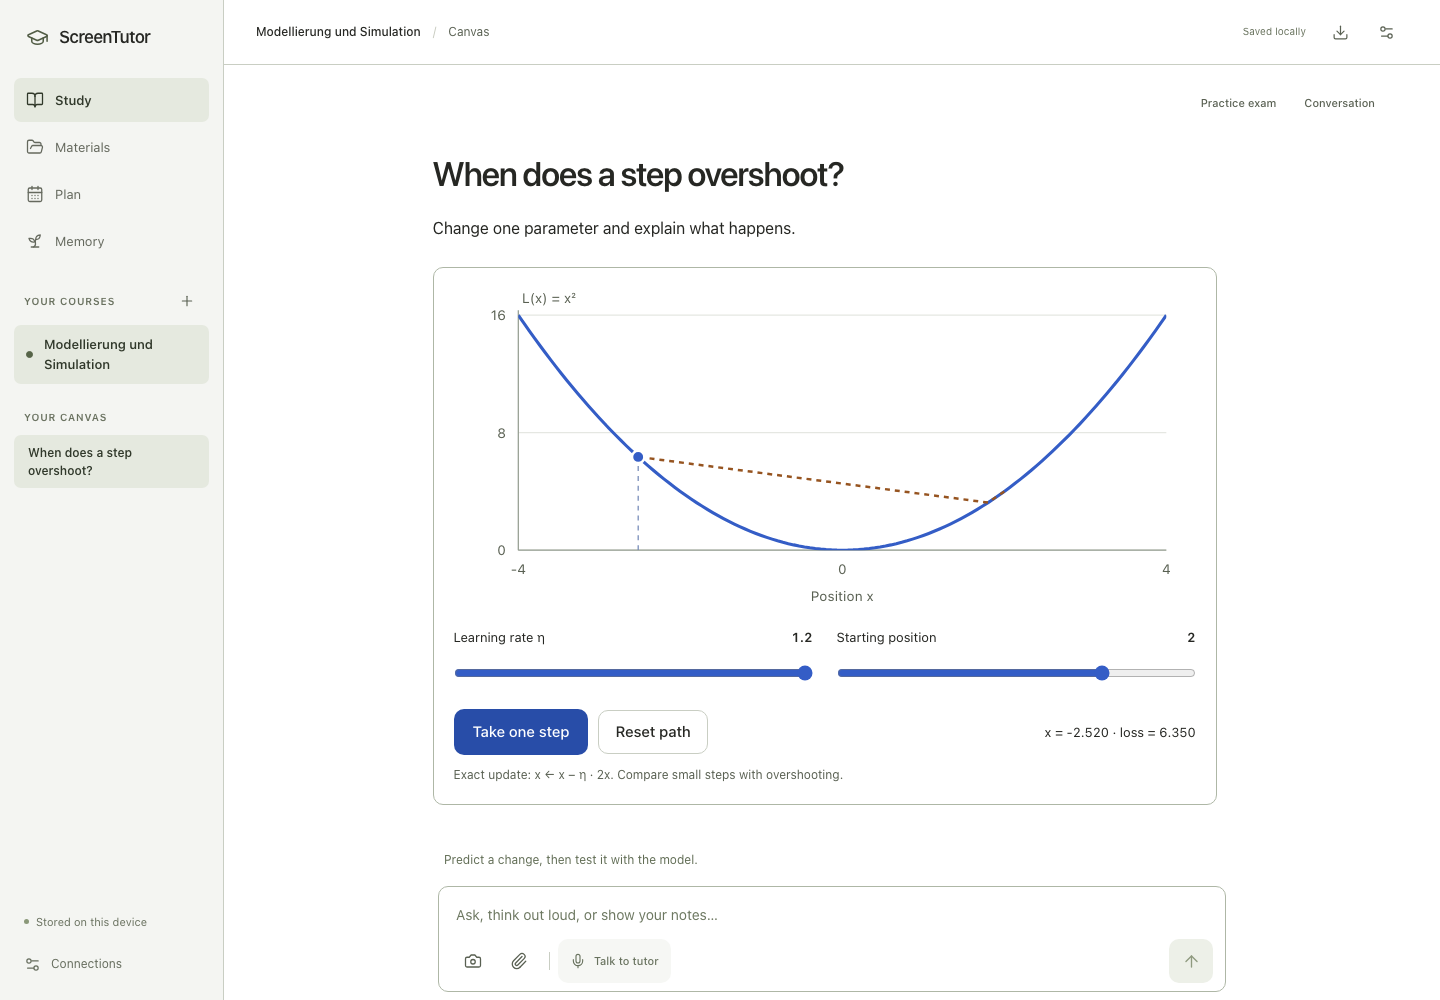 ScreenTutor
Study
Materials
Plan
Memory
YOUR COURSES
Modellierung und
Simulation
YOUR CANVAS
When does a step
overshoot?
Stored on this device
Connections
Modellierung und Simulation / Canvas
Saved locally
Practice exam
Conversation
When does a step overshoot?
Change one parameter and explain what happens.
L(x) = x²
16
8
0
-4
0
4
Position x
Learning rate η
1.2
Starting position
2
Take one step
Reset path
x = -2.520 · loss = 6.350
Exact update: x ← x − η · 2x. Compare small steps with overshooting.
Predict a change, then test it with the model.
Ask, think out loud, or show your notes...
Talk to tutor